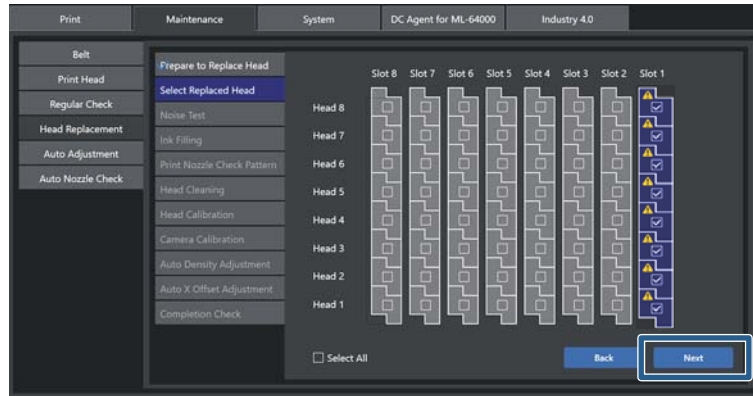 Print Maintenance System DC Agent for ML-64000 Industry 4.0
Belt
Print Head
Regular Check
Head Replacement
Auto Adjustment
Auto Nozzle Check
Prepare to Replace Head
Select Replaced Head
Noise Test
Ink Filling
Print Nozzle Check Pattern
Head Cleaning
Head Calibration
Camera Calibration
Auto Density Adjustment
Auto X Offset Adjustment
Completion Check
Slot 8 Slot 7 Slot 6 Slot 5 Slot 4 Slot 3 Slot 2 Slot 1
Head 8
Head 7
Head 6
Head 5
Head 4
Head 3
Head 2
Head 1
Select All
Back Next